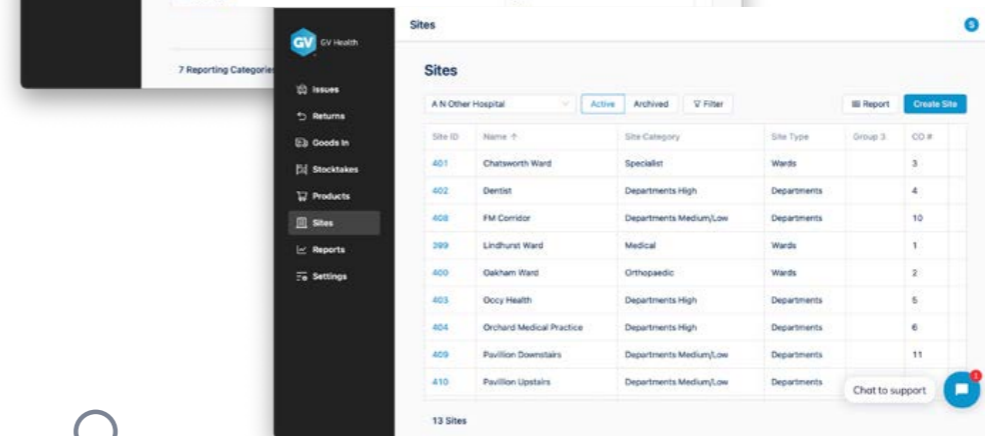 7 Reporting Categorie
GV GV Health
Issues
Returns
Goods In
Stocktakes
Products
Sites
Reports
Settings
Sites S
Sites
A N Other Hospital Active Archived Filter Report Create Site
Site ID Name ↑ Site Category Site Type Group 3 CO #
401 Chatsworth Ward Specialist Wards 3
402 Dentist Departments High Departments 4
408 FM Corridor Departments Medium/Low Departments 10
399 Lindhurst Ward Medical Wards 1
400 Oakham Ward Orthopaedic Wards 2
403 Occy Health Departments High Departments 5
404 Orchard Medical Practice Departments High Departments 6
409 Pavillion Downstairs Departments Medium/Low Departments 11
410 Pavillion Upstairs Departments Medium/Low Departments
Chat to support 1
13 Sites